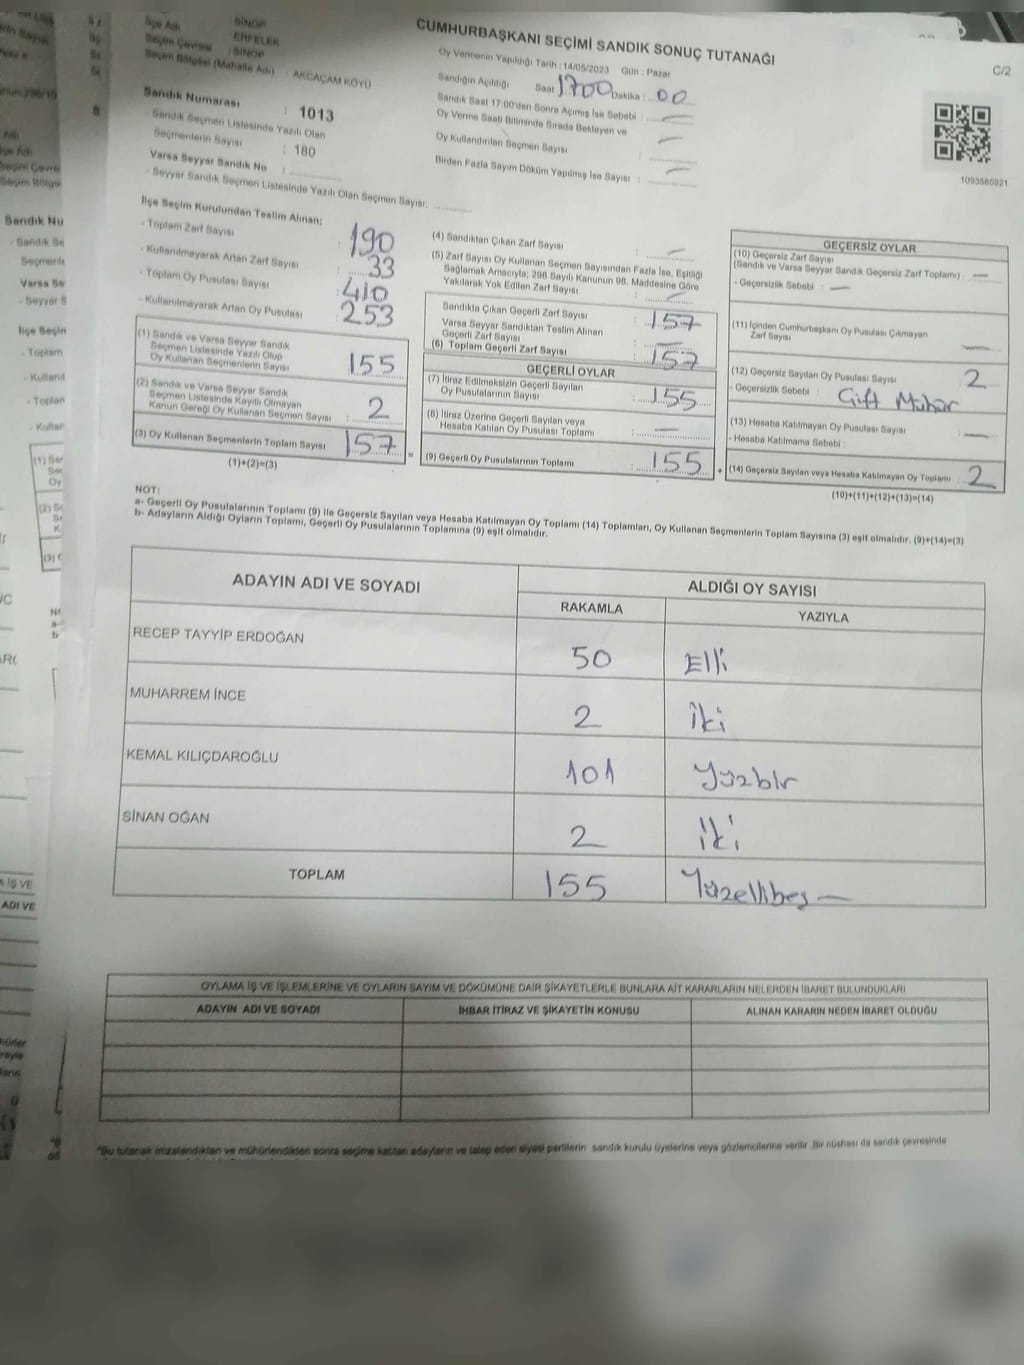 CUMHURBAŞKANI SEÇİMİ SANDIK SONUÇ TUTANAĞI
C/2
İlçe Adı : ERFELEK
Seçim Çevresi : SİNOP
Seçim Bölgesi (Mahalle Adı) : AKCAÇAM KÖYÜ
Oy Vermenin Yapıldığı Tarih : 14/05/2023 Gün : Pazar
Sandığın Açıldığı Saat 1700 Dakika : 00
Sandık Saat 17:00'den Sonra Açımış İse Sebebi : —
Oy Verme Saati Bitiminde Sırada Bekleyen ve
Oy Kullandırılan Seçmen Sayısı : —
Birden Fazla Sayım Döküm Yapılmış İse Sayısı : —
1093585821
Sandık Numarası : 1013
- Sandık Seçmen Listesinde Yazılı Olan
Seçmenlerin Sayısı : 180
Varsa Seyyar Sandık No :
- Seyyar Sandık Seçmen Listesinde Yazılı Olan Seçmen Sayısı:
İlçe Seçim Kurulundan Teslim Alınan;
- Toplam Zarf Sayısı : 190
- Kullanılmayarak Artan Zarf Sayısı : 33
- Toplam Oy Pusulası Sayısı : 410
- Kullanılmayarak Artan Oy Pusulası : 253
(1) Sandık ve Varsa Seyyar Sandık
Seçmen Listesinde Yazılı Olup
Oy Kullanan Seçmenlerin Sayısı : 155
(2) Sandık ve Varsa Seyyar Sandık
Seçmen Listesinde Kayıtlı Olmayan
Kanun Gereği Oy Kullanan Seçmen Sayısı : 2
(3) Oy Kullanan Seçmenlerin Toplam Sayısı : 157
(1)+(2)=(3)
(4) Sandıktan Çıkan Zarf Sayısı : —
(5) Zarf Sayısı Oy Kullanan Seçmen Sayısından Fazla İse, Eşitliği
Sağlamak Amacıyla; 298 Sayılı Kanunun 98. Maddesine Göre
Yakılarak Yok Edilen Zarf Sayısı : —
Sandıkta Çıkan Geçerli Zarf Sayısı : 157
Varsa Seyyar Sandıktan Teslim Alınan
Geçerli Zarf Sayısı : —
(6) Toplam Geçerli Zarf Sayısı : 157
GEÇERLİ OYLAR
(7) İtiraz Edilmeksizin Geçerli Sayılan
Oy Pusulalarının Sayısı : 155
(8) İtiraz Üzerine Geçerli Sayılan veya
Hesaba Katılan Oy Pusulası Toplamı : —
(9) Geçerli Oy Pusulalarının Toplamı : 155
GEÇERSİZ OYLAR
(10) Geçersiz Zarf Sayısı
(Sandık ve Varsa Seyyar Sandık Geçersiz Zarf Toplamı) : —
- Geçersizlik Sebebi : —
(11) İçinden Cumhurbaşkanı Oy Pusulası Çıkmayan
Zarf Sayısı : —
(12) Geçersiz Sayılan Oy Pusulası Sayısı : 2
- Geçersizlik Sebebi : Çift Mühür
(13) Hesaba Katılmayan Oy Pusulası Sayısı : —
- Hesaba Katılmama Sebebi :
(14) Geçersiz Sayılan veya Hesaba Katılmayan Oy Toplamı : 2
(10)+(11)+(12)+(13)=(14)
NOT:
a- Geçerli Oy Pusulalarının Toplamı (9) ile Geçersiz Sayılan veya Hesaba Katılmayan Oy Toplamı (14) Toplamları, Oy Kullanan Seçmenlerin Toplam Sayısına (3) eşit olmalıdır. (9)+(14)=(3)
b- Adayların Aldığı Oyların Toplamı, Geçerli Oy Pusulalarının Toplamına (9) eşit olmalıdır.
ADAYIN ADI VE SOYADI
ALDIĞI OY SAYISI
RAKAMLA YAZIYLA
RECEP TAYYİP ERDOĞAN 50 Elli
MUHARREM İNCE 2 İki
KEMAL KILIÇDAROĞLU 101 Yüzbir
SİNAN OĞAN 2 İki
TOPLAM 155 Yüzellibeş —
OYLAMA İŞ VE İŞLEMLERİNE VE OYLARIN SAYIM VE DÖKÜMÜNE DAİR ŞİKAYETLERLE BUNLARA AİT KARARLARIN NELERDEN İBARET BULUNDUKLARI
ADAYIN ADI VE SOYADI İHBAR İTİRAZ VE ŞİKAYETİN KONUSU ALINAN KARARIN NEDEN İBARET OLDUĞU
*Bu tutanak imzalandıktan ve mühürlendikten sonra seçime katılan adayların ve talep eden siyasi partilerin sandık kurulu üyelerine veya gözlemcilerine verilir. Bir nüshası da sandık çevresinde